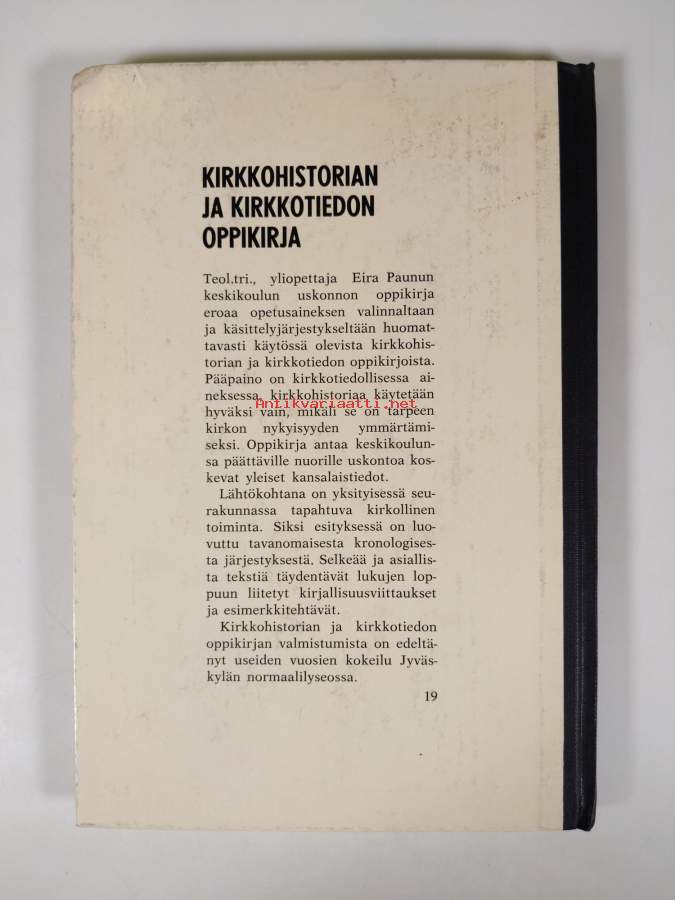 KIRKKOHISTORIAN
JA KIRKKOTIEDON
OPPIKIRJA
Teol.tri., yliopettaja Eira Paunun
keskikoulun uskonnon oppikirja
eroaa opetusaineksen valinnaltaan
ja käsittelyjärjestykseltään huomat-
tavasti käytössä olevista kirkkohis-
torian ja kirkkotiedon oppikirjoista.
Pääpaino on kirkkotiedollisessa ai-
neksessa, kirkkohistoriaa käytetään
Antikvariaatti.net
hyväksi vain, mikäli se on tarpeen
kirkon nykyisyyden ymmärtämi-
seksi. Oppikirja antaa keskikoulun-
sa päättäville nuorille uskontoa kos-
kevat yleiset kansalaistiedot.
Lähtökohtana on yksityisessä seu-
rakunnassa tapahtuva kirkollinen
toiminta. Siksi esityksessä on luo-
vuttu tavanomaisesta kronologises-
ta järjestyksestä. Selkeää ja asiallis-
ta tekstiä täydentävät lukujen lop-
puun liitetyt kirjallisuusviittaukset
ja esimerkkitehtävät.
Kirkkohistorian ja kirkkotiedon
oppikirjan valmistumista on edeltä-
nyt useiden vuosien kokeilu Jyväs-
kylän normaalilyseossa.
19